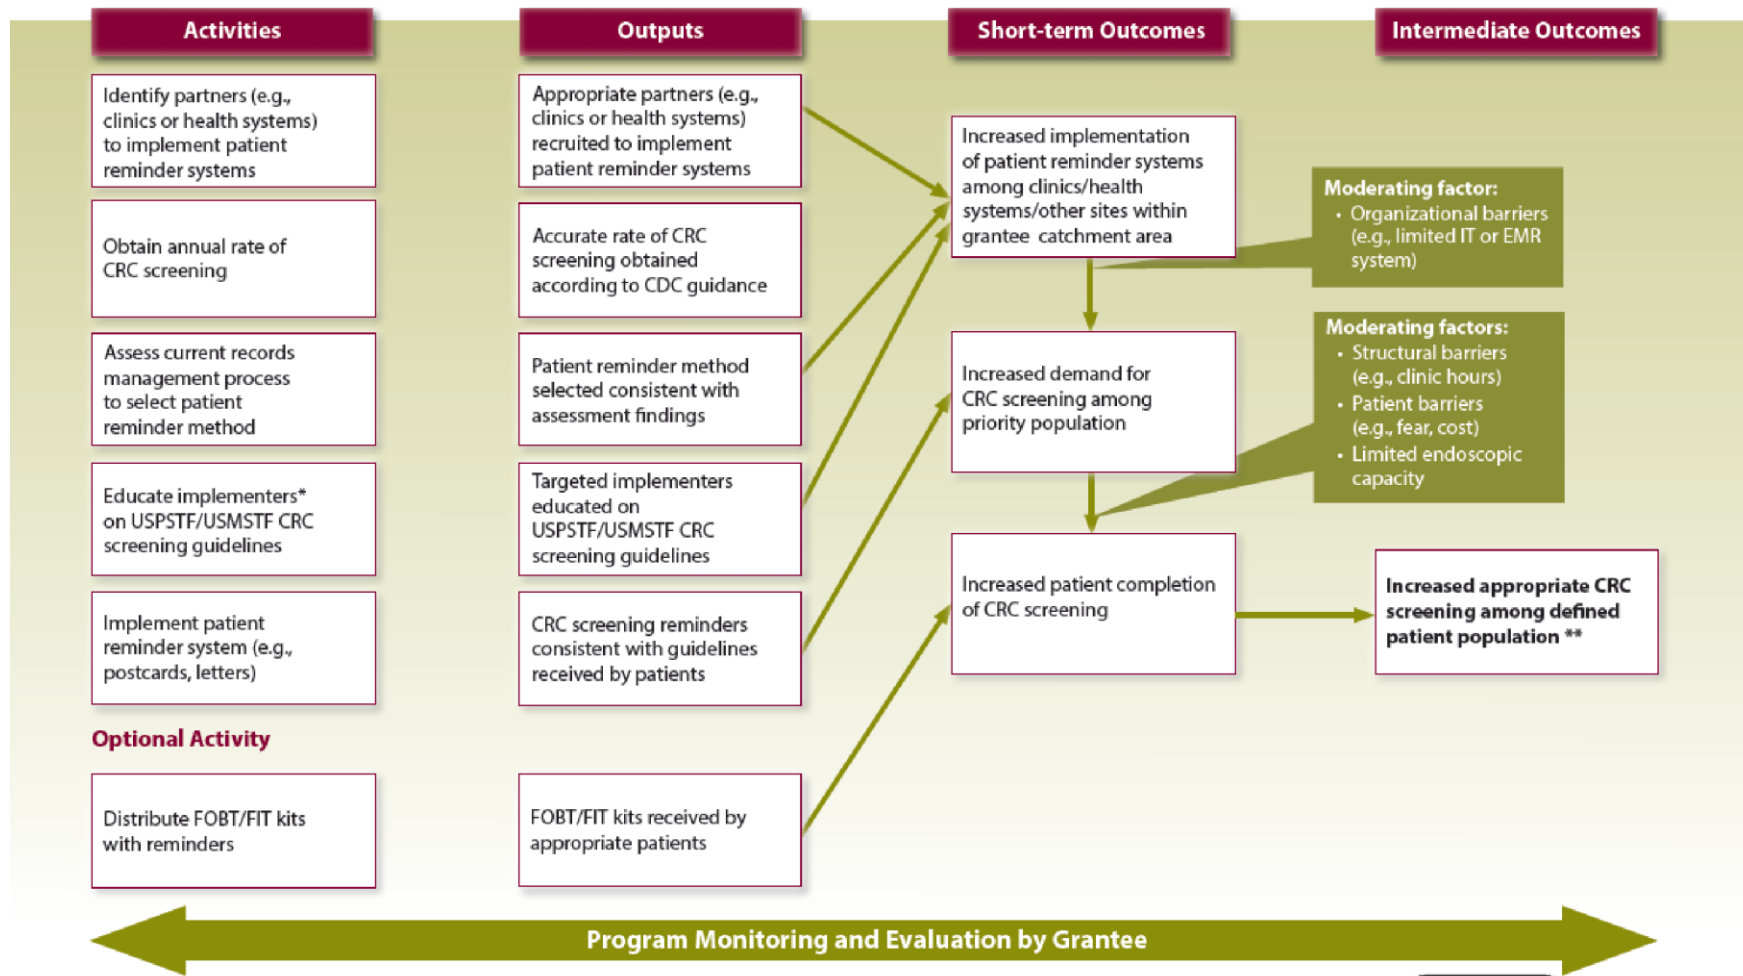 Activities
Outputs
Short-term Outcomes
Intermediate Outcomes
Identify partners (e.g.,
clinics or health systems)
to implement patient
reminder systems
Obtain annual rate of
CRC screening
Assess current records
management process
to select patient
reminder method
Educate implementers*
on USPSTF/USMSTF CRC
screening guidelines
Implement patient
reminder system (e.g.,
postcards, letters)
Optional Activity
Distribute FOBT/FIT kits
with reminders
Appropriate partners (e.g.,
clinics or health systems)
recruited to implement
patient reminder systems
Accurate rate of CRC
screening obtained
according to CDC guidance
Patient reminder method
selected consistent with
assessment findings
Targeted implementers
educated on
USPSTF/USMSTF CRC
screening guidelines
CRC screening reminders
consistent with guidelines
received by patients
FOBT/FIT kits received by
appropriate patients
Increased implementation
of patient reminder systems
among clinics/health
systems/other sites within
grantee catchment area
Increased demand for
CRC screening among
priority population
Increased patient completion
of CRC screening
Moderating factor:
• Organizational barriers
(e.g., limited IT or EMR
system)
Moderating factors:
• Structural barriers
(e.g., clinic hours)
• Patient barriers
(e.g., fear, cost)
• Limited endoscopic
capacity
Increased appropriate CRC
screening among defined
patient population **
Program Monitoring and Evaluation by Grantee